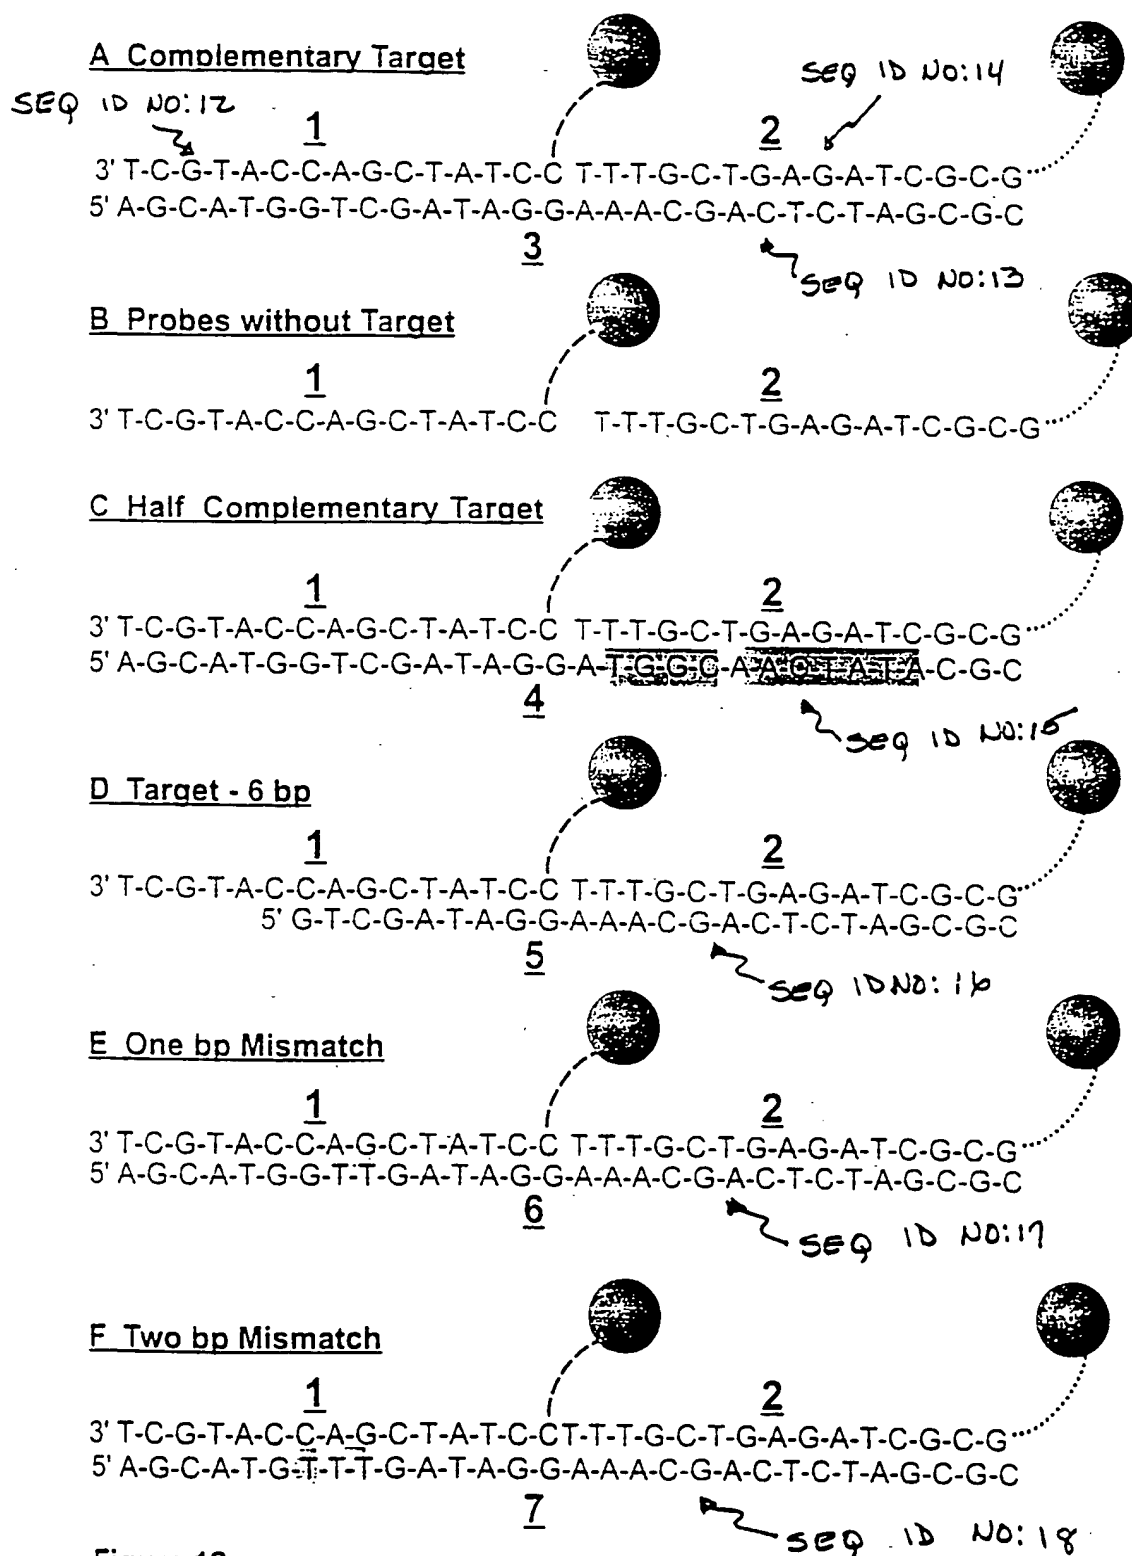 A Complementary Target
SEQ ID NO:12
SEQ ID NO:14
1
2
3' T-C-G-T-A-C-C-A-G-C-T-A-T-C-C T-T-T-G-C-T-G-A-G-A-T-C-G-C-G
5' A-G-C-A-T-G-G-T-C-G-A-T-A-G-G-A-A-A-C-G-A-C-T-C-T-A-G-C-G-C
3
SEQ ID NO:13
B Probes without Target
1
2
3' T-C-G-T-A-C-C-A-G-C-T-A-T-C-C T-T-T-G-C-T-G-A-G-A-T-C-G-C-G
C Half Complementary Target
1
2
3' T-C-G-T-A-C-C-A-G-C-T-A-T-C-C T-T-T-G-C-T-G-A-G-A-T-C-G-C-G
5' A-G-C-A-T-G-G-T-C-G-A-T-A-G-G-A-T-G-G-C-A-A-C-T-A-T-A-C-G-C
4
SEQ ID NO:15
D Target - 6 bp
1
2
3' T-C-G-T-A-C-C-A-G-C-T-A-T-C-C T-T-T-G-C-T-G-A-G-A-T-C-G-C-G
5' G-T-C-G-A-T-A-G-G-A-A-A-C-G-A-C-T-C-T-A-G-C-G-C
5
SEQ ID NO: 16
E One bp Mismatch
1
2
3' T-C-G-T-A-C-C-A-G-C-T-A-T-C-C T-T-T-G-C-T-G-A-G-A-T-C-G-C-G
5' A-G-C-A-T-G-G-T-T-G-A-T-A-G-G-A-A-A-C-G-A-C-T-C-T-A-G-C-G-C
6
SEQ ID NO:17
F Two bp Mismatch
1
2
3' T-C-G-T-A-C-C-A-G-C-T-A-T-C-C-T-T-T-G-C-T-G-A-G-A-T-C-G-C-G
5' A-G-C-A-T-G-T-T-T-G-A-T-A-G-G-A-A-A-C-G-A-C-T-C-T-A-G-C-G-C
7
SEQ ID NO:18